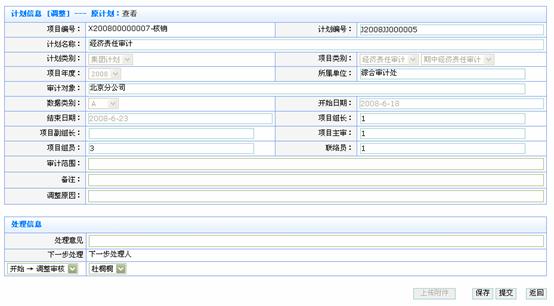 计划信息 [调整] --- 原计划：查看
项目编号： X200800000007-核销 计划编号： J2008JJ000005
计划名称： 经济责任审计
计划类别： 集团计划 项目类别： 经济责任审计 期中经济责任审计
项目年度： 2008 所属单位： 综合审计处
审计对象： 北京分公司
数据类别： A 开始日期： 2008-6-18
结束日期： 2008-6-23 项目组长： 1
项目副组长： 项目主审： 1
项目组员： 3 联络员： 1
审计范围：
备注：
调整原因：
处理信息
处理意见
下一步处理 下一步处理人
开始 → 调整审核 杜榈榈
上传附件 保存 提交 返回